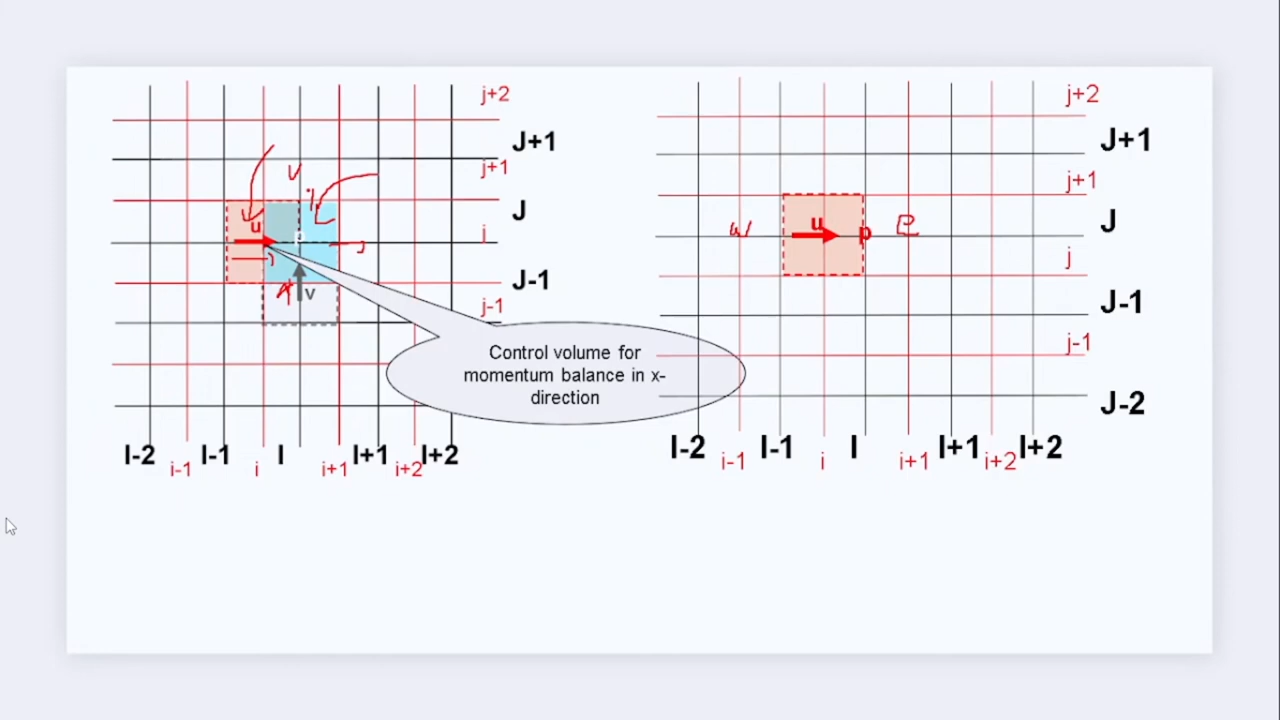 j+2
J+1
j+1
v
J
u
p
j
J-1
v
j-1
Control volume for
momentum balance in x-
direction
I-2 i-1 I-1 i I i+1 I+1 i+2 I+2
j+2
J+1
j+1
J
w u p e
j
J-1
j-1
J-2
I-2 i-1 I-1 i I i+1 I+1 i+2 I+2